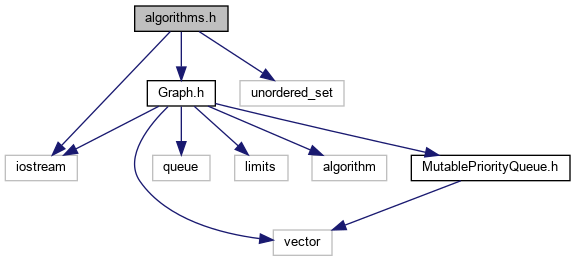 algorithms.h
Graph.h
unordered_set
iostream
queue
limits
algorithm
MutablePriorityQueue.h
vector